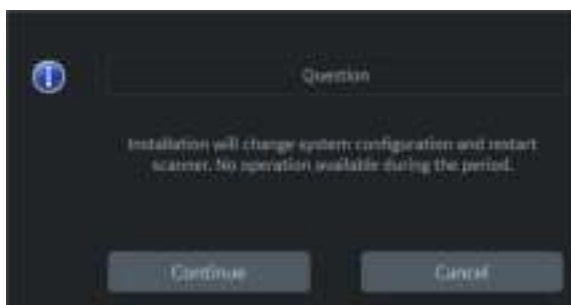 Question
Installation will change system configuration and restart
scanner. No operation available during the period.
Continue
Cancel